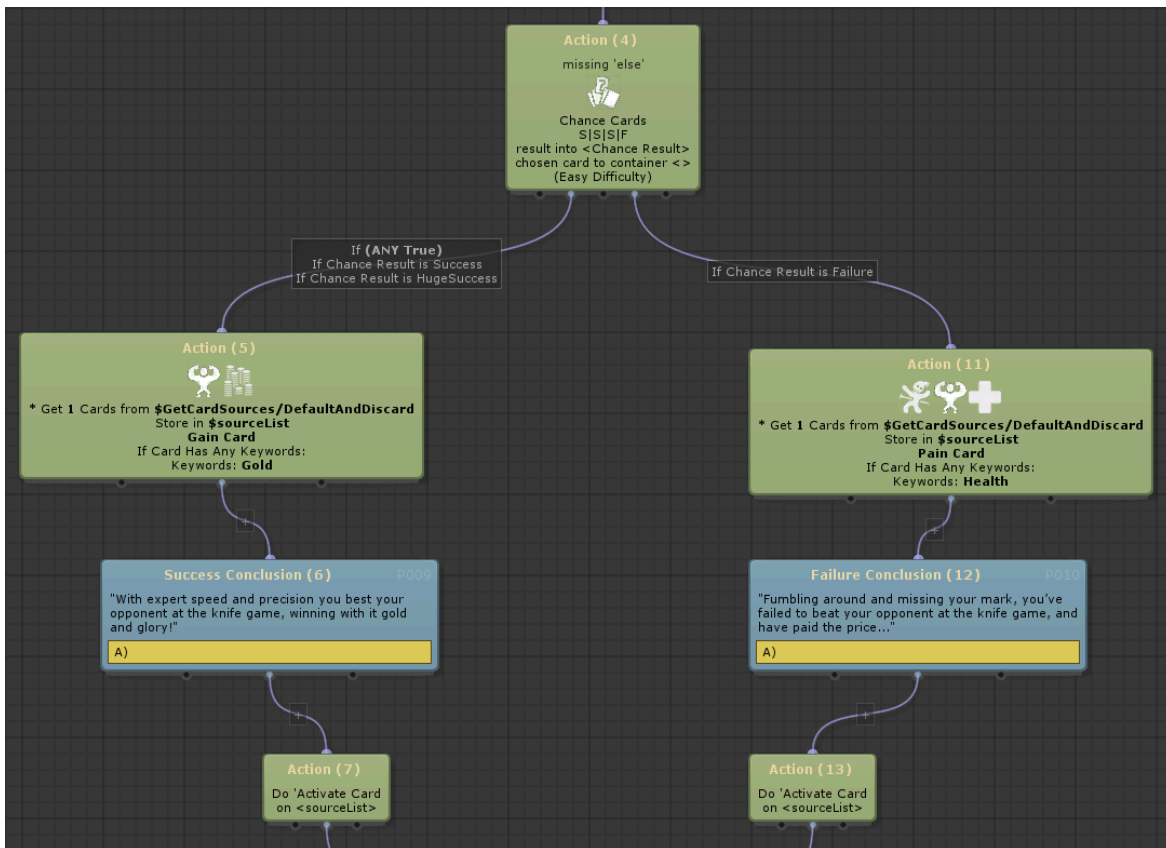 Action (4)
missing 'else'
Chance Cards
S|S|S|F
result into <Chance Result>
chosen card to container <>
(Easy Difficulty)
If (ANY True)
If Chance Result is Success
If Chance Result is HugeSuccess
If Chance Result is Failure
Action (5)
* Get 1 Cards from $GetCardSources/DefaultAndDiscard
Store in $sourceList
Gain Card
If Card Has Any Keywords:
Keywords: Gold
Action (11)
* Get 1 Cards from $GetCardSources/DefaultAndDiscard
Store in $sourceList
Pain Card
If Card Has Any Keywords:
Keywords: Health
Success Conclusion (6) P009
"With expert speed and precision you best your
opponent at the knife game, winning with it gold
and glory!"
A)
Failure Conclusion (12) P010
"Fumbling around and missing your mark, you've
failed to beat your opponent at the knife game, and
have paid the price..."
A)
Action (7)
Do 'Activate Card
on <sourceList>
Action (13)
Do 'Activate Card
on <sourceList>